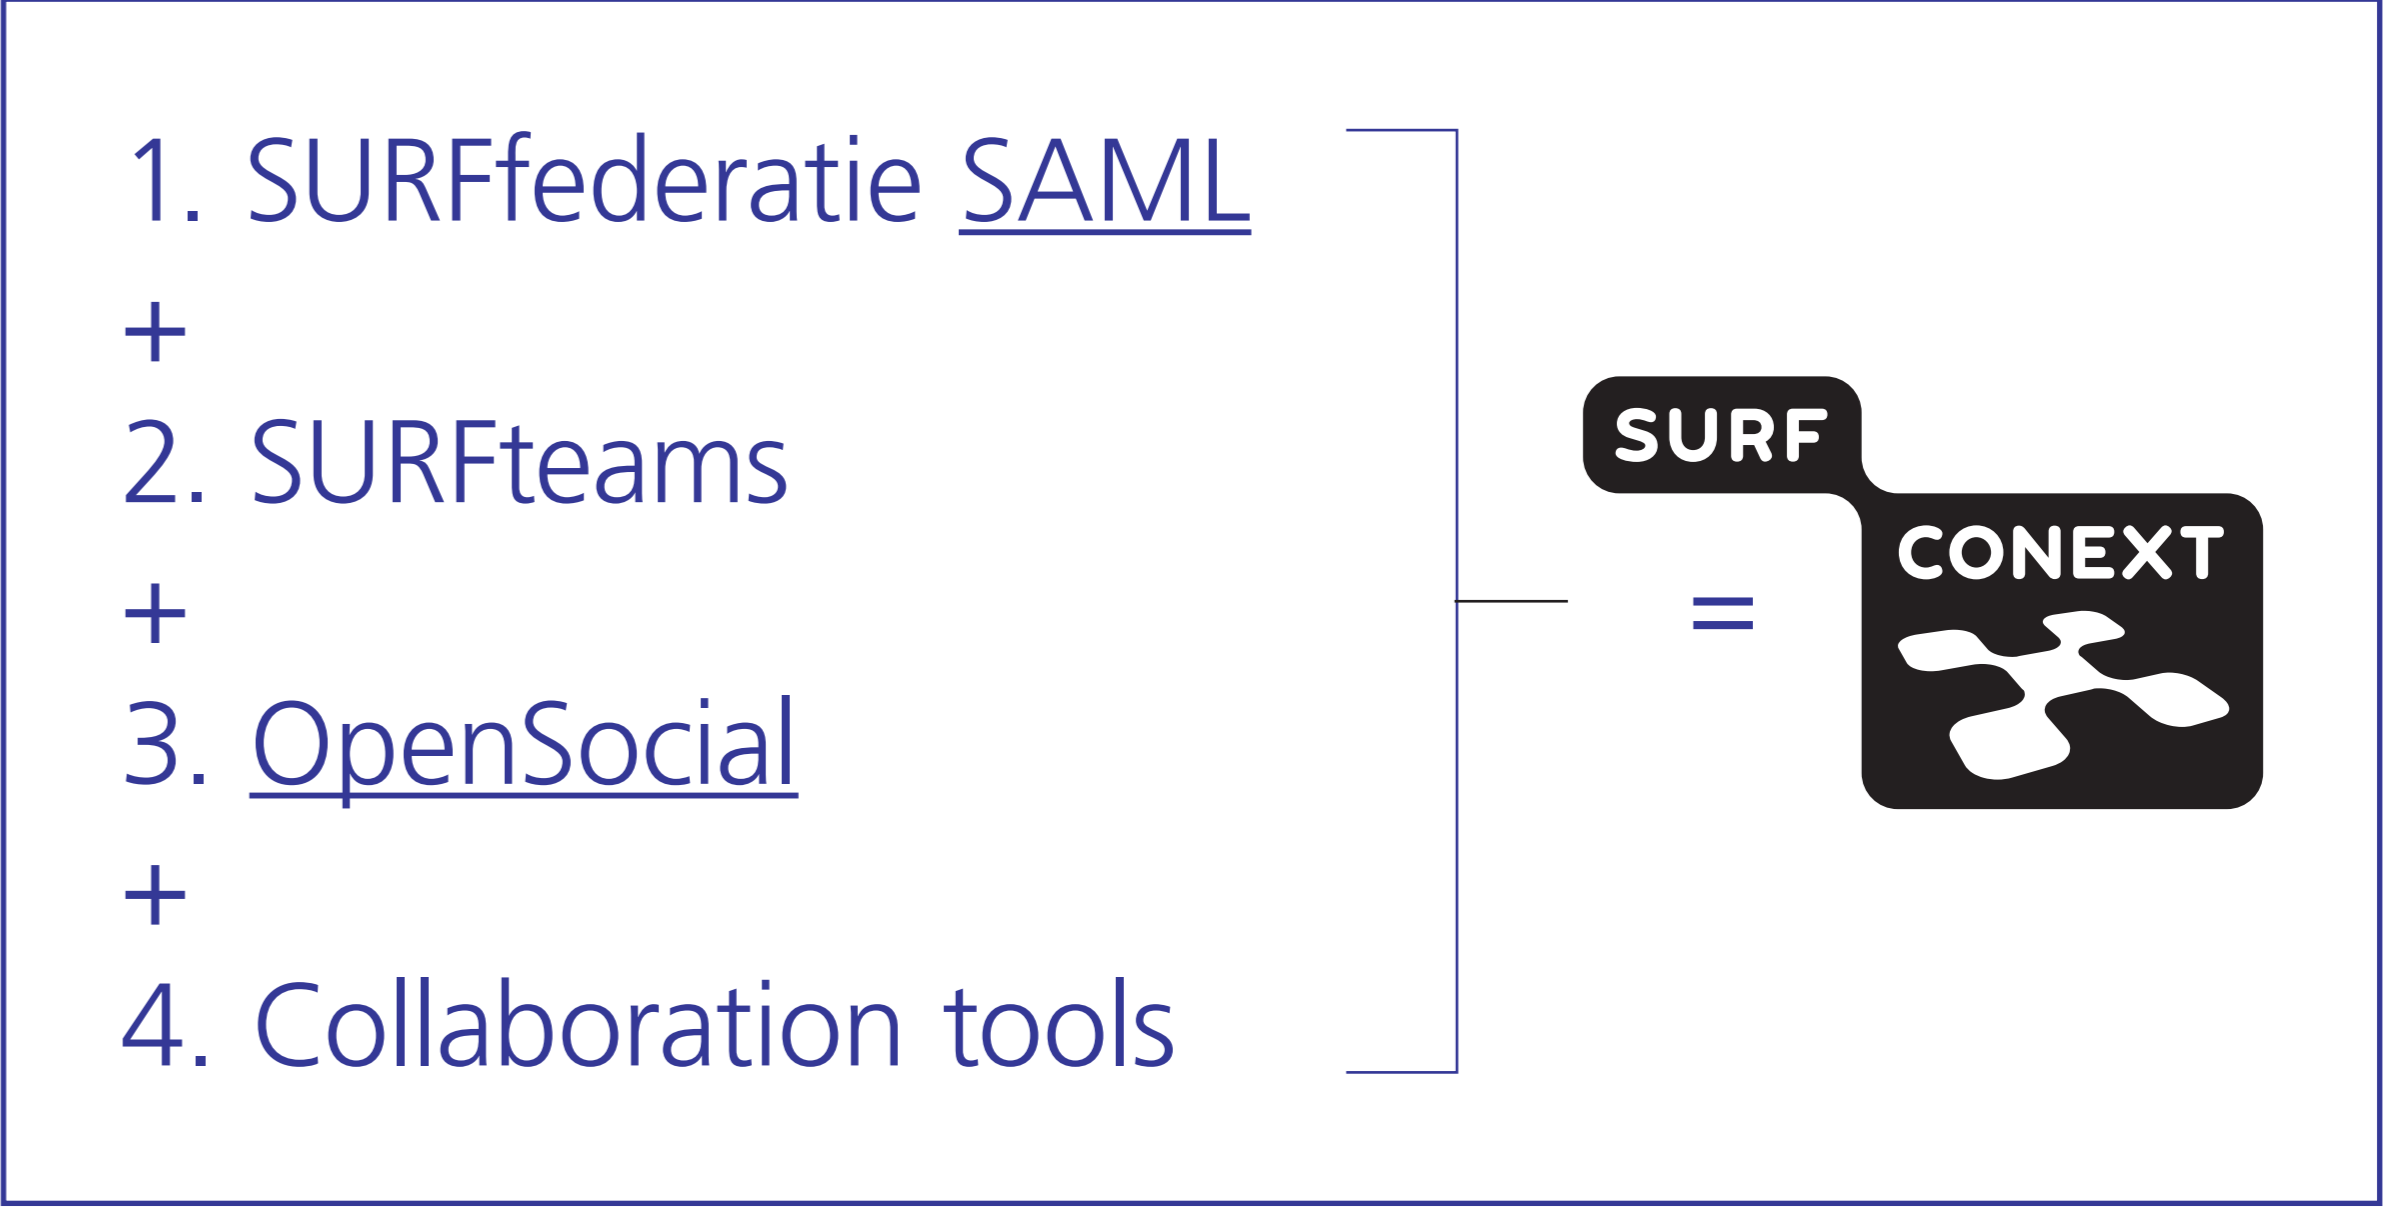 1. SURFfederatie SAML
+
2. SURFteams
+
3. OpenSocial
+
4. Collaboration tools
=
SURF
CONEXT